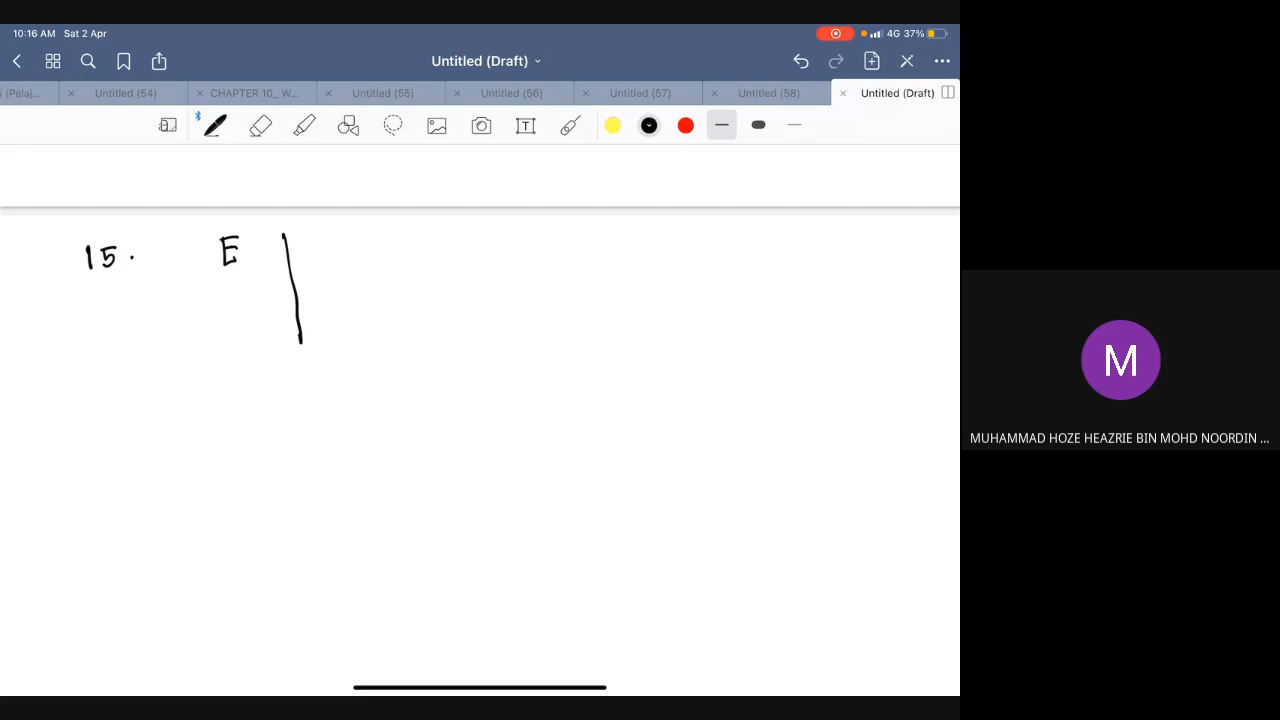 10:16 AM Sat 2 Apr
4G 37%
Untitled (Draft)
(Pelaj... Untitled (54) CHAPTER 10_ W... Untitled (55) Untitled (56) Untitled (57) Untitled (58) Untitled (Draft)
T
15. E
M
MUHAMMAD HOZE HEAZRIE BIN MOHD NOORDIN ...